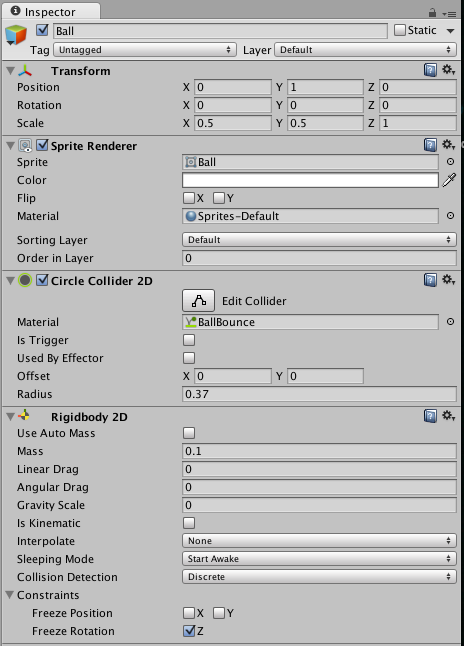 Inspector
Ball Static
Tag Untagged Layer Default
Transform
Position X 0 Y 1 Z 0
Rotation X 0 Y 0 Z 0
Scale X 0.5 Y 0.5 Z 1
Sprite Renderer
Sprite Ball
Color
Flip X Y
Material Sprites-Default
Sorting Layer Default
Order in Layer 0
Circle Collider 2D
Edit Collider
Material BallBounce
Is Trigger
Used By Effector
Offset X 0 Y 0
Radius 0.37
Rigidbody 2D
Use Auto Mass
Mass 0.1
Linear Drag 0
Angular Drag 0
Gravity Scale 0
Is Kinematic
Interpolate None
Sleeping Mode Start Awake
Collision Detection Discrete
Constraints
Freeze Position X Y
Freeze Rotation Z